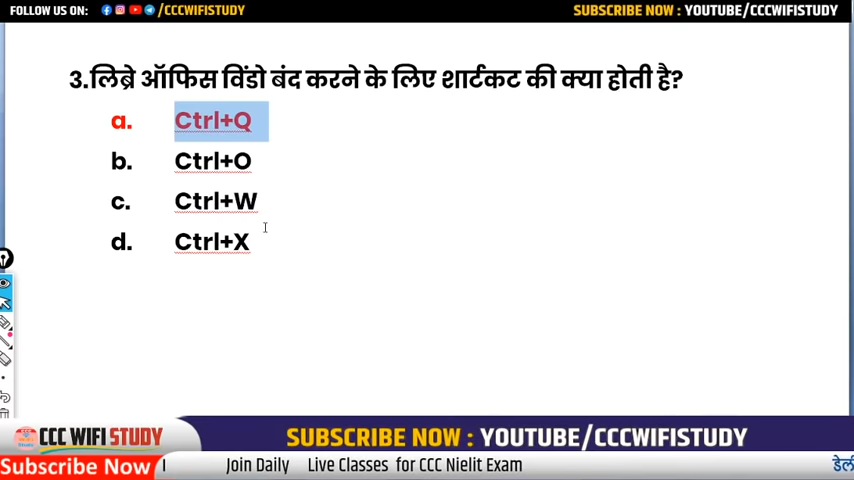 FOLLOW US ON: /CCCWIFISTUDY
SUBSCRIBE NOW : YOUTUBE/CCCWIFISTUDY
3.लिब्रे ऑफिस विंडो बंद करने के लिए शार्टकट की क्या होती है?
a. Ctrl+Q
b. Ctrl+O
c. Ctrl+W
d. Ctrl+X
CCC WIFI STUDY
SUBSCRIBE NOW : YOUTUBE/CCCWIFISTUDY
Subscribe Now
Join Daily Live Classes for CCC Nielit Exam